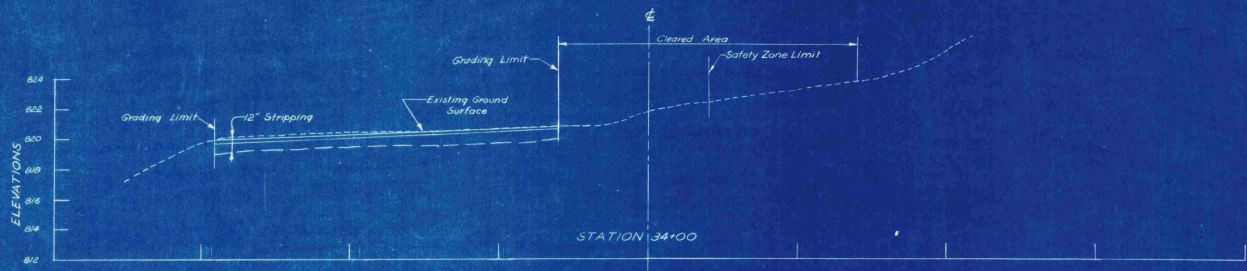 ℄
Cleared Area
Safety Zone Limit
Grading Limit
Existing Ground
Surface
Grading Limit
12" Stripping
ELEVATIONS
824
822
820
818
816
814
812
STATION 34+00